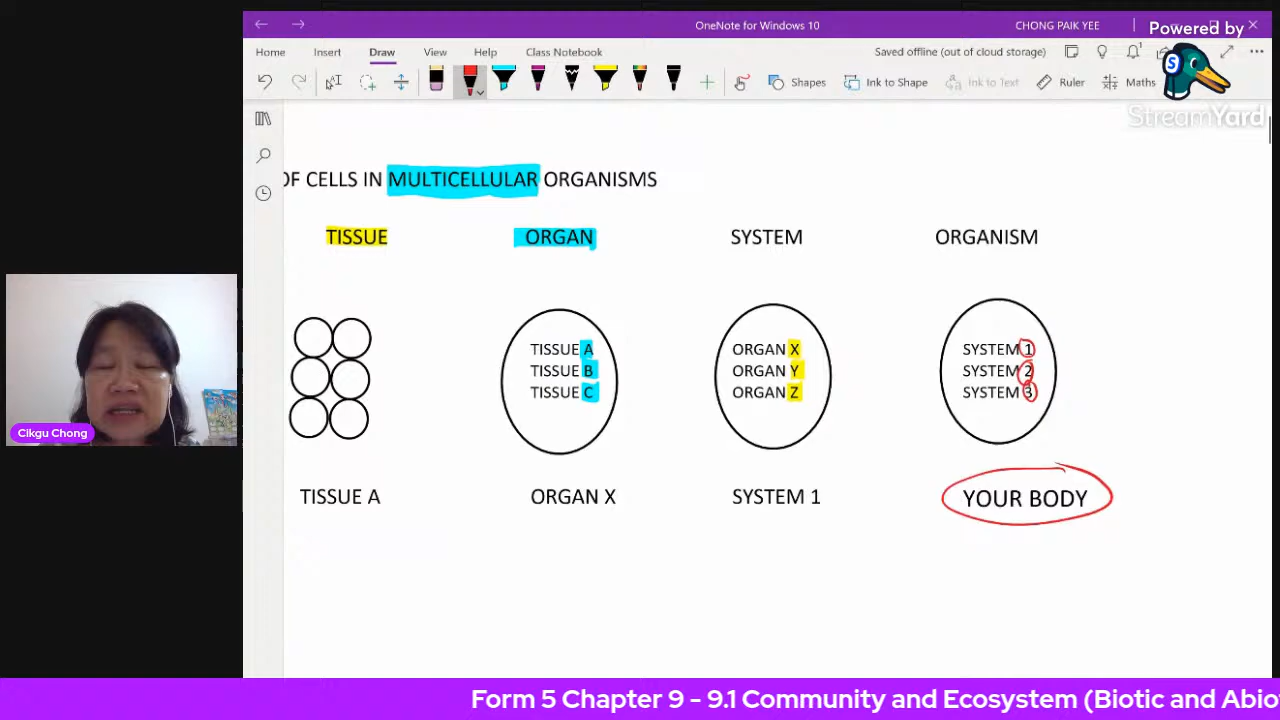 OneNote for Windows 10
CHONG PAIK YEE
Powered by
Home Insert Draw View Help Class Notebook
Saved offline (out of cloud storage)
Shapes
Ink to Shape
Ink to Text
Ruler
Maths
S
StreamYard
OF CELLS IN MULTICELLULAR ORGANISMS
TISSUE ORGAN SYSTEM ORGANISM
TISSUE A
TISSUE B
TISSUE C
ORGAN X
ORGAN Y
ORGAN Z
SYSTEM 1
SYSTEM 2
SYSTEM 3
TISSUE A ORGAN X SYSTEM 1 YOUR BODY
Cikgu Chong
Form 5 Chapter 9 - 9.1 Community and Ecosystem (Biotic and Abio